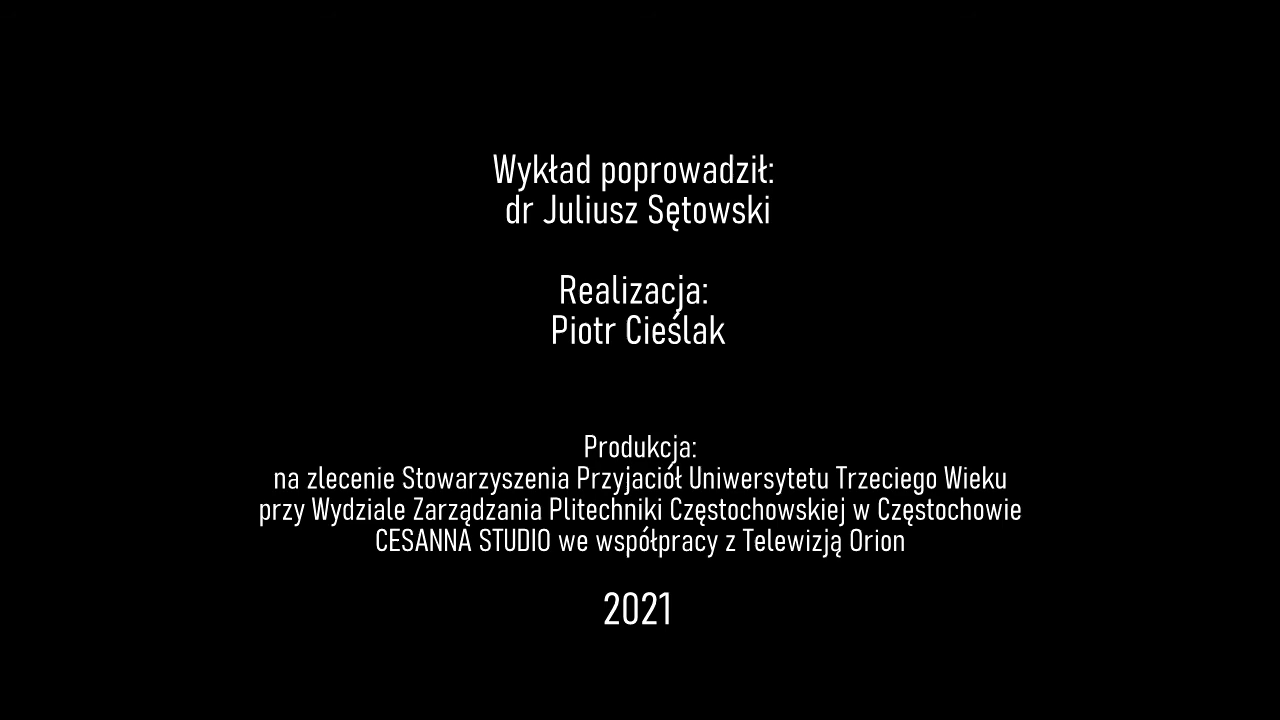 Wykład poprowadził:
dr Juliusz Sętowski
Realizacja:
Piotr Cieślak
Produkcja:
na zlecenie Stowarzyszenia Przyjaciół Uniwersytetu Trzeciego Wieku
przy Wydziale Zarządzania Plitechniki Częstochowskiej w Częstochowie
CESANNA STUDIO we współpracy z Telewizją Orion
2021